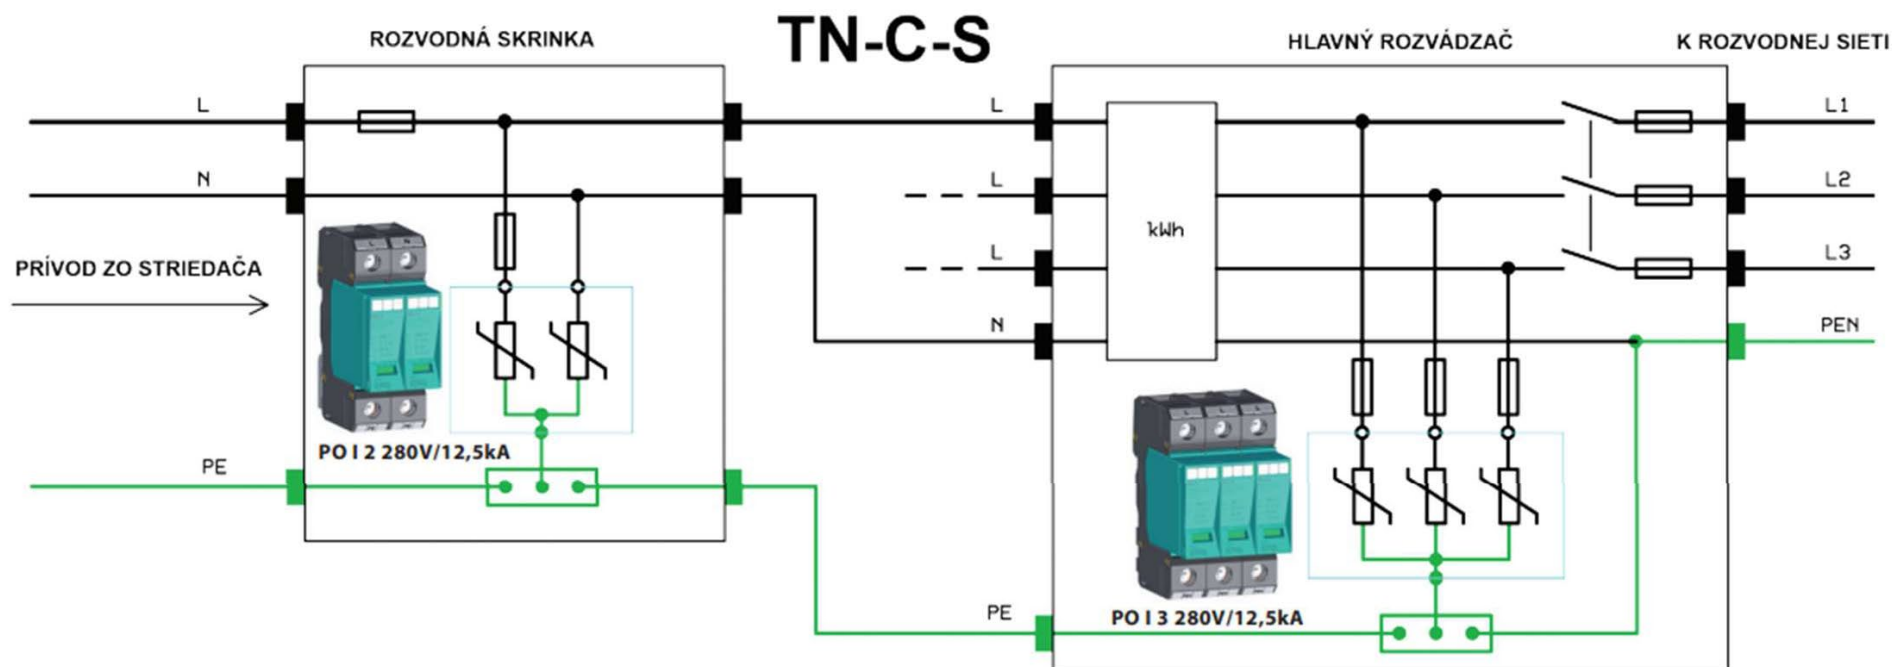 TN-C-S
ROZVODNÁ SKRINKA
HLAVNÝ ROZVÁDZAČ
K ROZVODNEJ SIETI
L
L
L1
N
L
L2
kWh
PRÍVOD ZO STRIEDAČA
L
L3
N
PEN
PO I 2 280V/12,5kA
PE
PE
PO I 3 280V/12,5kA